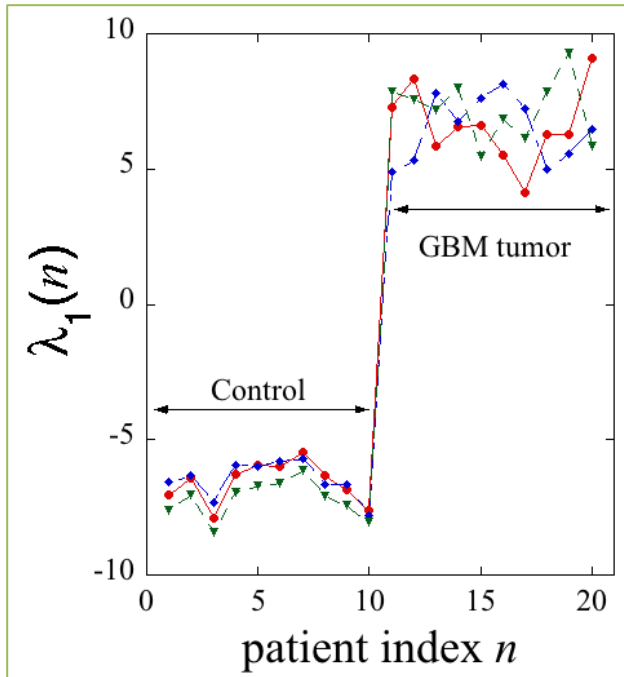 10
5
GBM tumor
λ₁(n)
0
Control
-5
-10
0 5 10 15 20
patient index n